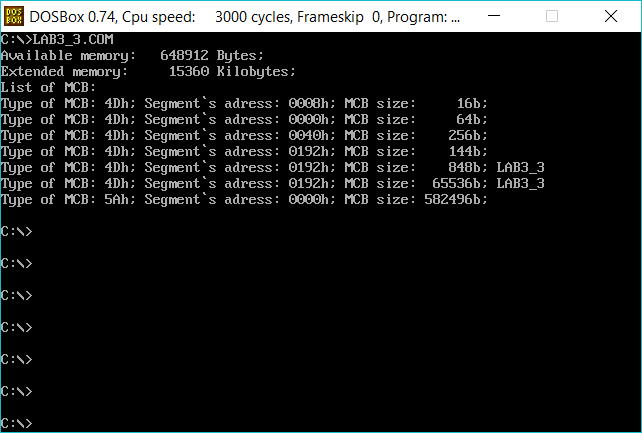 DOS BOX DOSBox 0.74, Cpu speed: 3000 cycles, Frameskip 0, Program: ...
C:\>LAB3_3.COM
Available memory: 648912 Bytes;
Extended memory: 15360 Kilobytes;
List of MCB:
Type of MCB: 4Dh; Segment`s adress: 0008h; MCB size: 16b;
Type of MCB: 4Dh; Segment`s adress: 0000h; MCB size: 64b;
Type of MCB: 4Dh; Segment`s adress: 0040h; MCB size: 256b;
Type of MCB: 4Dh; Segment`s adress: 0192h; MCB size: 144b;
Type of MCB: 4Dh; Segment`s adress: 0192h; MCB size: 848b; LAB3_3
Type of MCB: 4Dh; Segment`s adress: 0192h; MCB size: 65536b; LAB3_3
Type of MCB: 5Ah; Segment`s adress: 0000h; MCB size: 582496b;
C:\>
C:\>
C:\>
C:\>
C:\>
C:\>
C:\>